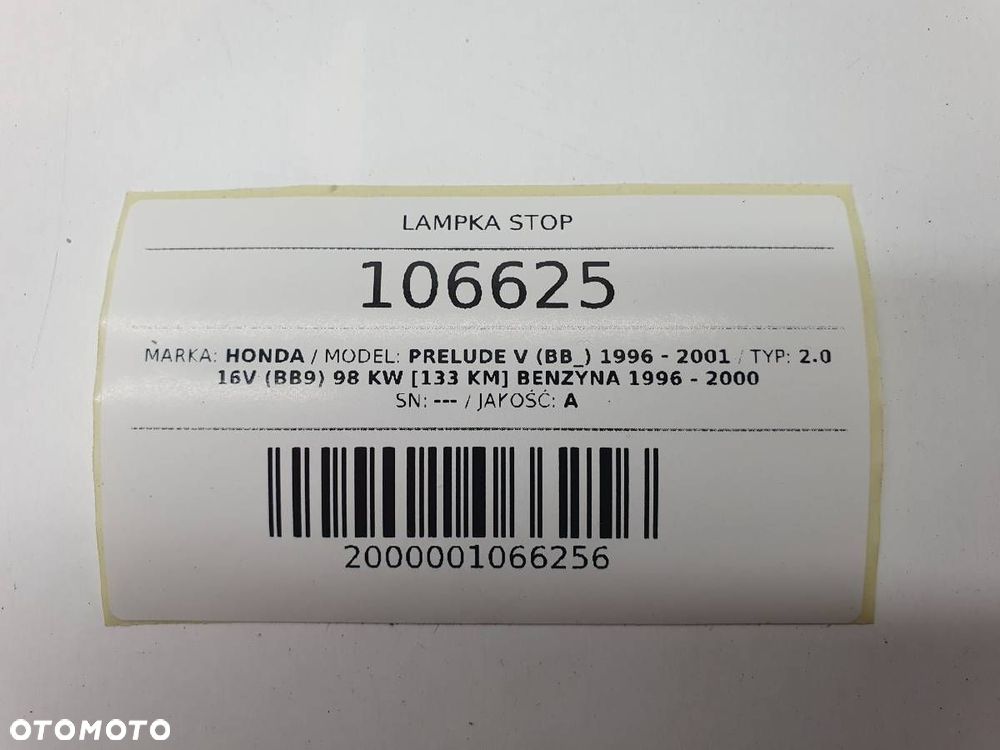 LAMPKA STOP
106625
MARKA: HONDA / MODEL: PRELUDE V (BB_) 1996 - 2001 / TYP: 2.0
16V (BB9) 98 KW [133 KM] BENZYNA 1996 - 2000
SN: --- / JAKOŚĆ: A
2000001066256
OTOMOTO